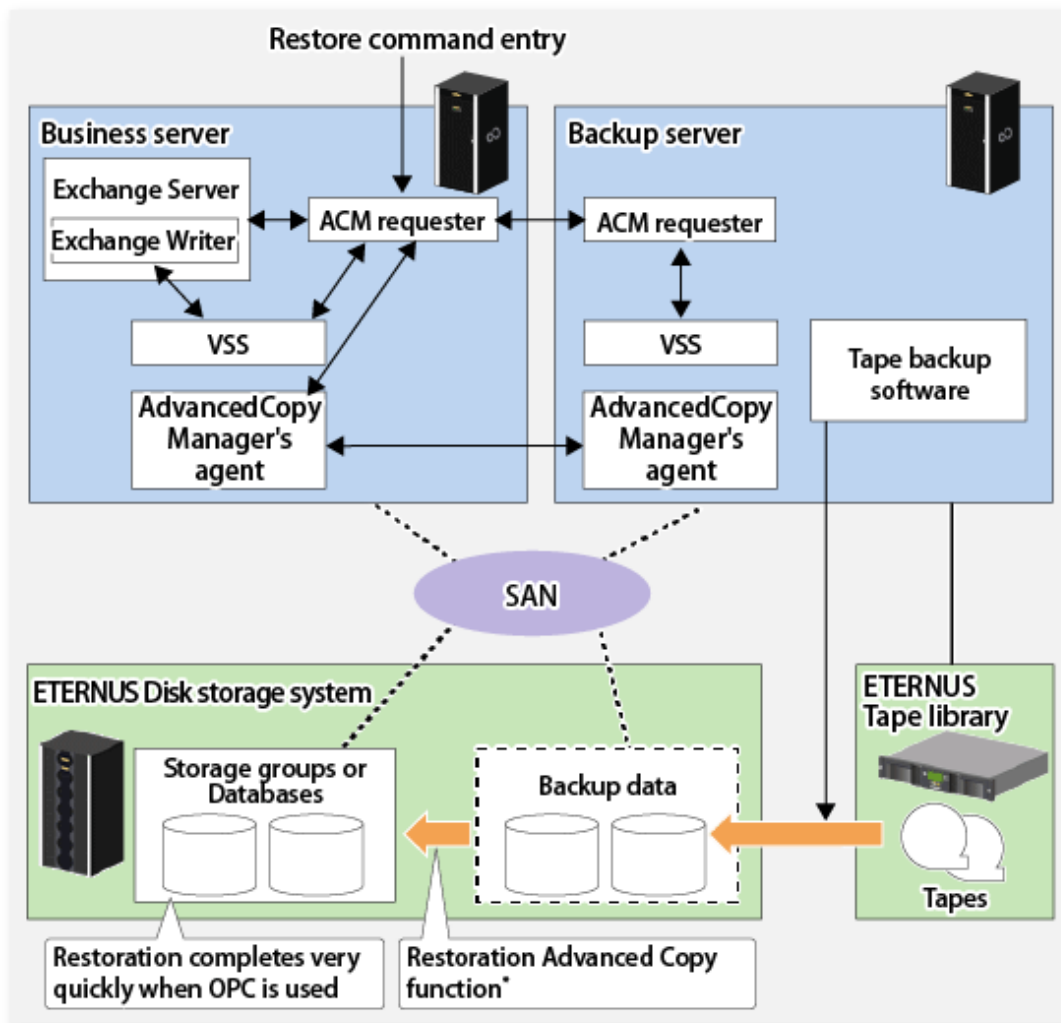 Restore command entry
Business server
Exchange Server
Exchange Writer
ACM requester
VSS
AdvancedCopy
Manager's
agent
Backup server
ACM requester
VSS
AdvancedCopy
Manager's
agent
Tape backup
software
SAN
ETERNUS Disk storage system
Storage groups or
Databases
Backup data
ETERNUS
Tape library
Tapes
Restoration completes very
quickly when OPC is used
Restoration Advanced Copy
function*